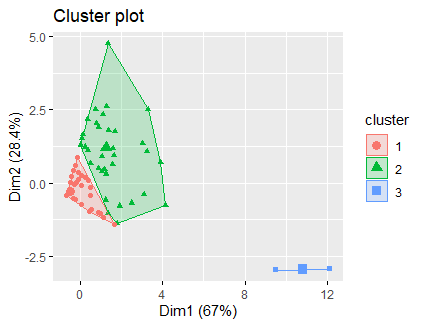 Cluster plot
5.0
2.5
0.0
-2.5
Dim2 (28.4%)
0
4
8
12
Dim1 (67%)
cluster
1
2
3